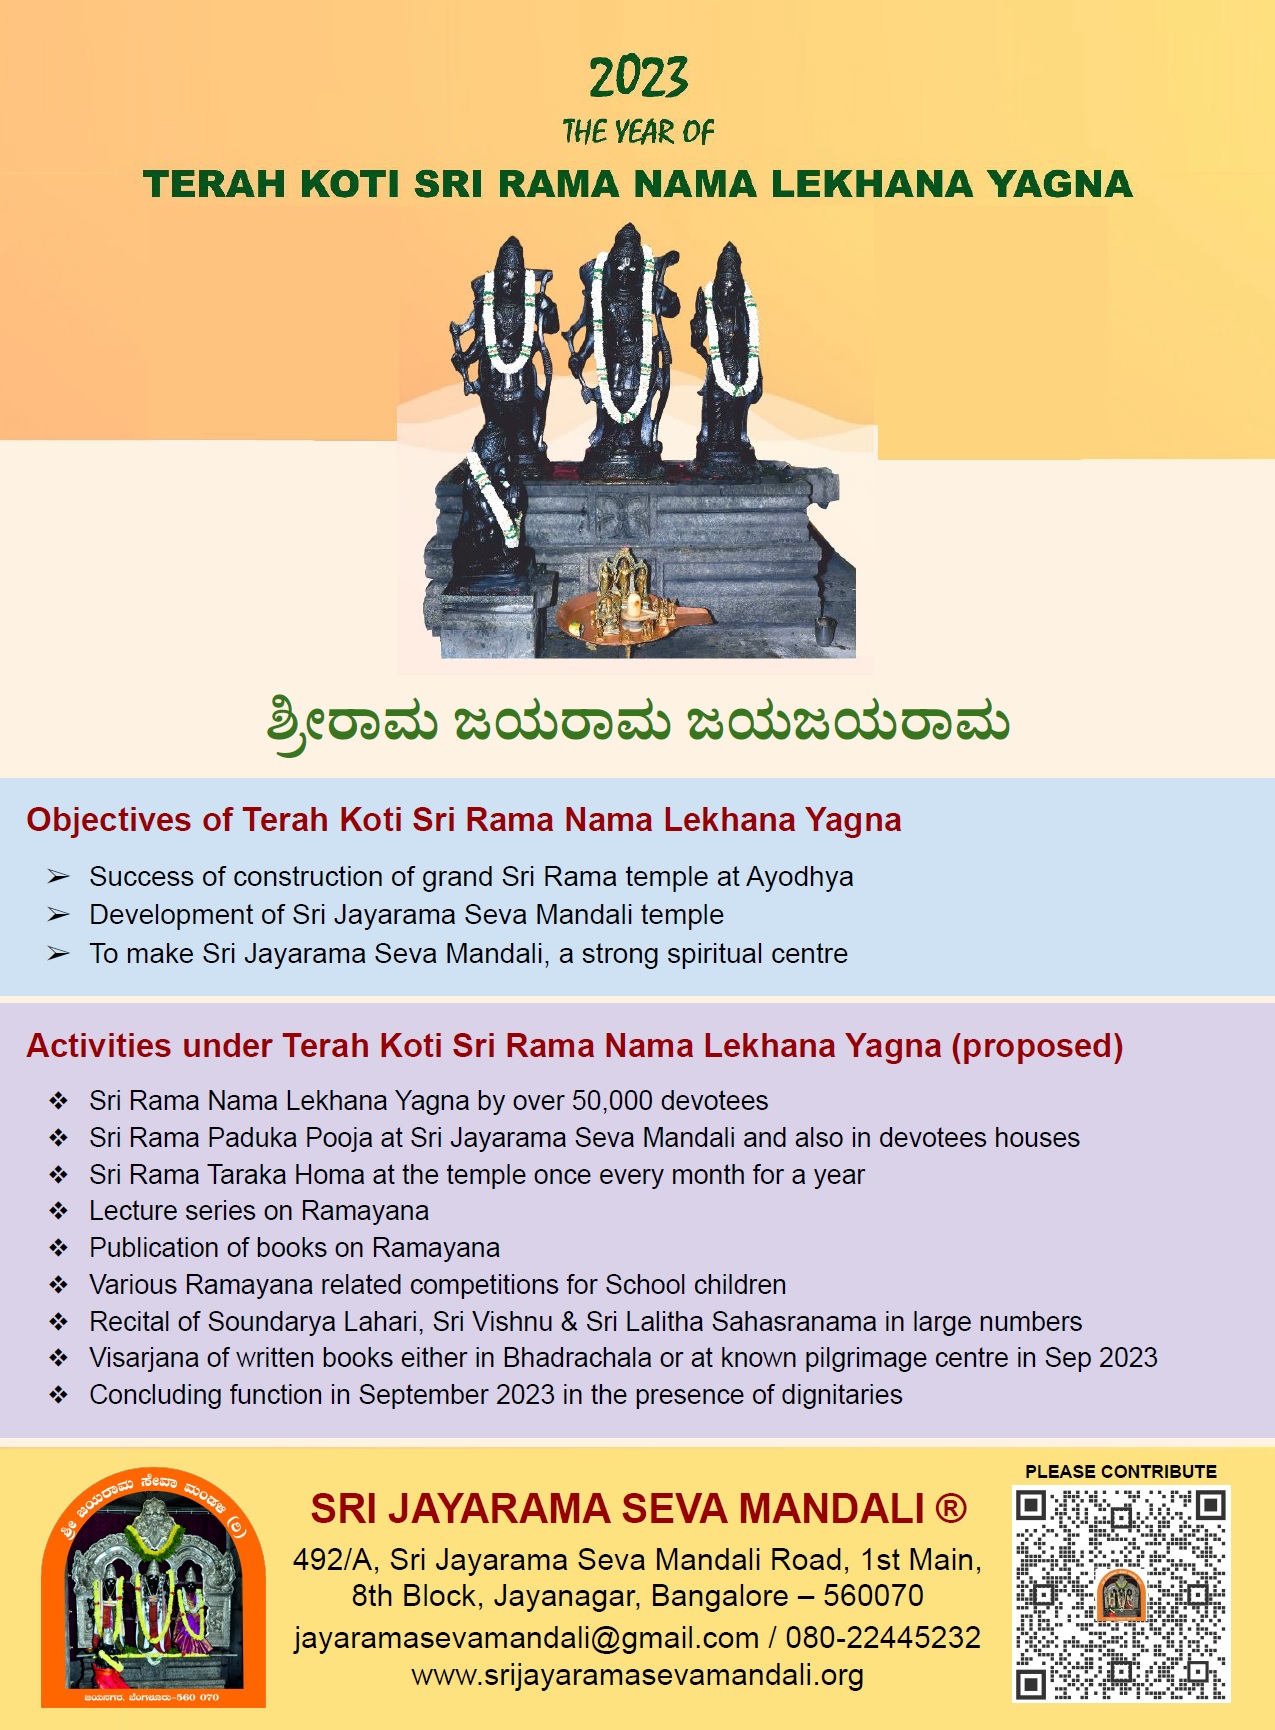 2023
THE YEAR OF
TERAH KOTI SRI RAMA NAMA LEKHANA YAGNA
ಶ್ರೀರಾಮ ಜಯರಾಮ ಜಯಜಯರಾಮ
Objectives of Terah Koti Sri Rama Nama Lekhana Yagna
➢ Success of construction of grand Sri Rama temple at Ayodhya
➢ Development of Sri Jayarama Seva Mandali temple
➢ To make Sri Jayarama Seva Mandali, a strong spiritual centre
Activities under Terah Koti Sri Rama Nama Lekhana Yagna (proposed)
❖ Sri Rama Nama Lekhana Yagna by over 50,000 devotees
❖ Sri Rama Paduka Pooja at Sri Jayarama Seva Mandali and also in devotees houses
❖ Sri Rama Taraka Homa at the temple once every month for a year
❖ Lecture series on Ramayana
❖ Publication of books on Ramayana
❖ Various Ramayana related competitions for School children
❖ Recital of Soundarya Lahari, Sri Vishnu & Sri Lalitha Sahasranama in large numbers
❖ Visarjana of written books either in Bhadrachala or at known pilgrimage centre in Sep 2023
❖ Concluding function in September 2023 in the presence of dignitaries
ಶ್ರೀ ಜಯರಾಮ ಸೇವಾ ಮಂಡಳಿ (ರಿ)
ಜಯನಗರ, ಬೆಂಗಳೂರು-560 070
SRI JAYARAMA SEVA MANDALI ®
492/A, Sri Jayarama Seva Mandali Road, 1st Main,
8th Block, Jayanagar, Bangalore – 560070
jayaramasevamandali@gmail.com / 080-22445232
www.srijayaramasevamandali.org
PLEASE CONTRIBUTE